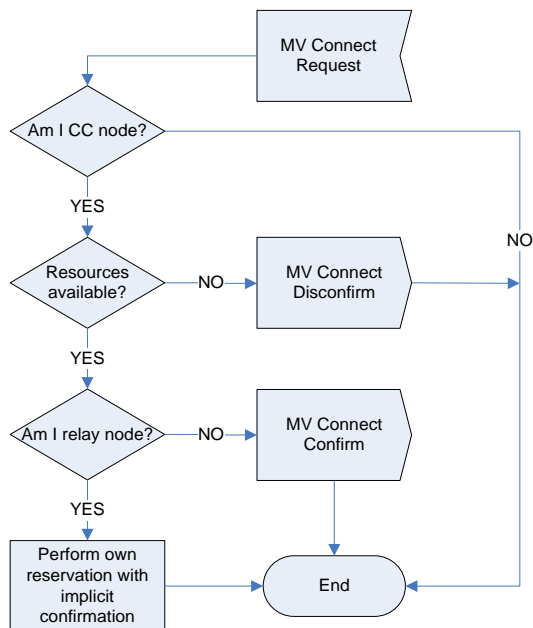 MV Connect
Request
Am I CC node?
YES
NO
Resources
available?
NO
MV Connect
Disconfirm
YES
Am I relay node?
NO
MV Connect
Confirm
YES
Perform own
reservation with
implicit
confirmation
End